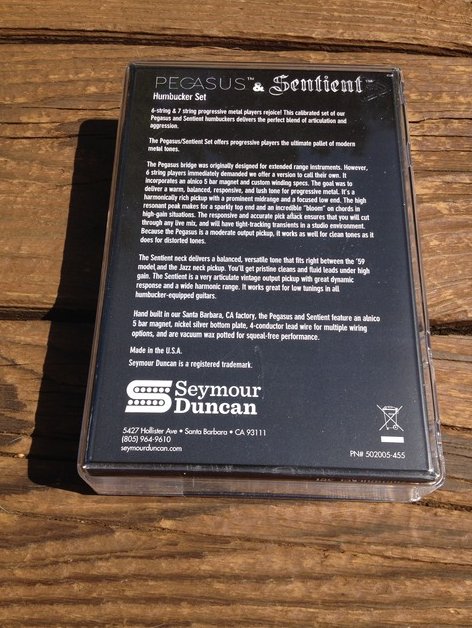 PEGASUS™ & Sentient™
Humbucker Set
6-string & 7 string progressive metal players rejoice! This calibrated set of our
Pegasus and Sentient humbuckers delivers the perfect blend of articulation and
aggression.
The Pegasus/Sentient Set offers progressive players the ultimate pallet of modern
metal tones.
The Pegasus bridge was originally designed for extended range instruments. However,
6 string players immediately demanded we offer a version to call their own. It
incorporates an alnico 5 bar magnet and custom winding specs. The goal was to
deliver a warm, balanced, responsive, and lush tone for progressive metal. It's a
harmonically rich pickup with a prominent midrange and a focused low end. The high
resonant peak makes for a sparkly top end and an incredible "bloom" on chords in
high-gain situations. The responsive and accurate pick attack ensures that you will cut
through any live mix, and will have tight-tracking transients in a studio environment.
Because the Pegasus is a moderate output pickup, it works as well for clean tones as it
does for distorted tones.
The Sentient neck delivers a balanced, versatile tone that fits right between the '59
model and the Jazz neck pickup. You'll get pristine cleans and fluid leads under high
gain. The Sentient is a very articulate vintage output pickup with great dynamic
response and a wide harmonic range. It works great for low tunings in all
humbucker-equipped guitars.
Hand built in our Santa Barbara, CA factory, the Pegasus and Sentient feature an alnico
5 bar magnet, nickel silver bottom plate, 4-conductor lead wire for multiple wiring
options, and are vacuum wax potted for squeal-free performance.
Made in the U.S.A.
Seymour Duncan is a registered trademark.
Seymour
Duncan
5427 Hollister Ave • Santa Barbara • CA 93111
(805) 964-9610
seymourduncan.com
PN# 502005-455